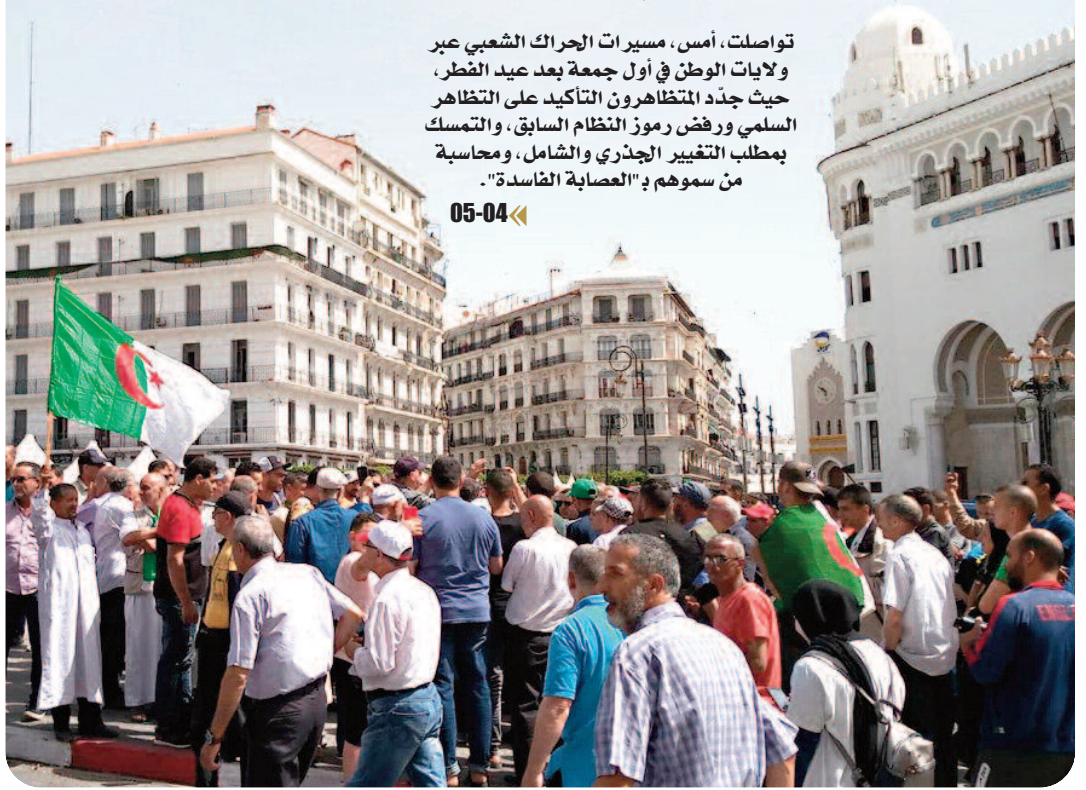 تواصلت، أمس، مسيرات الحراك الشعبي عبر
ولايات الوطن في أول جمعة بعد عيد الفطر،
حيث جدّد المتظاهرون التأكيد على التظاهر
السلمي ورفض رموز النظام السابق، والتمسك
بمطلب التغيير الجذري والشامل، ومحاسبة
من سموهم بـ "العصابة الفاسدة".
05-04